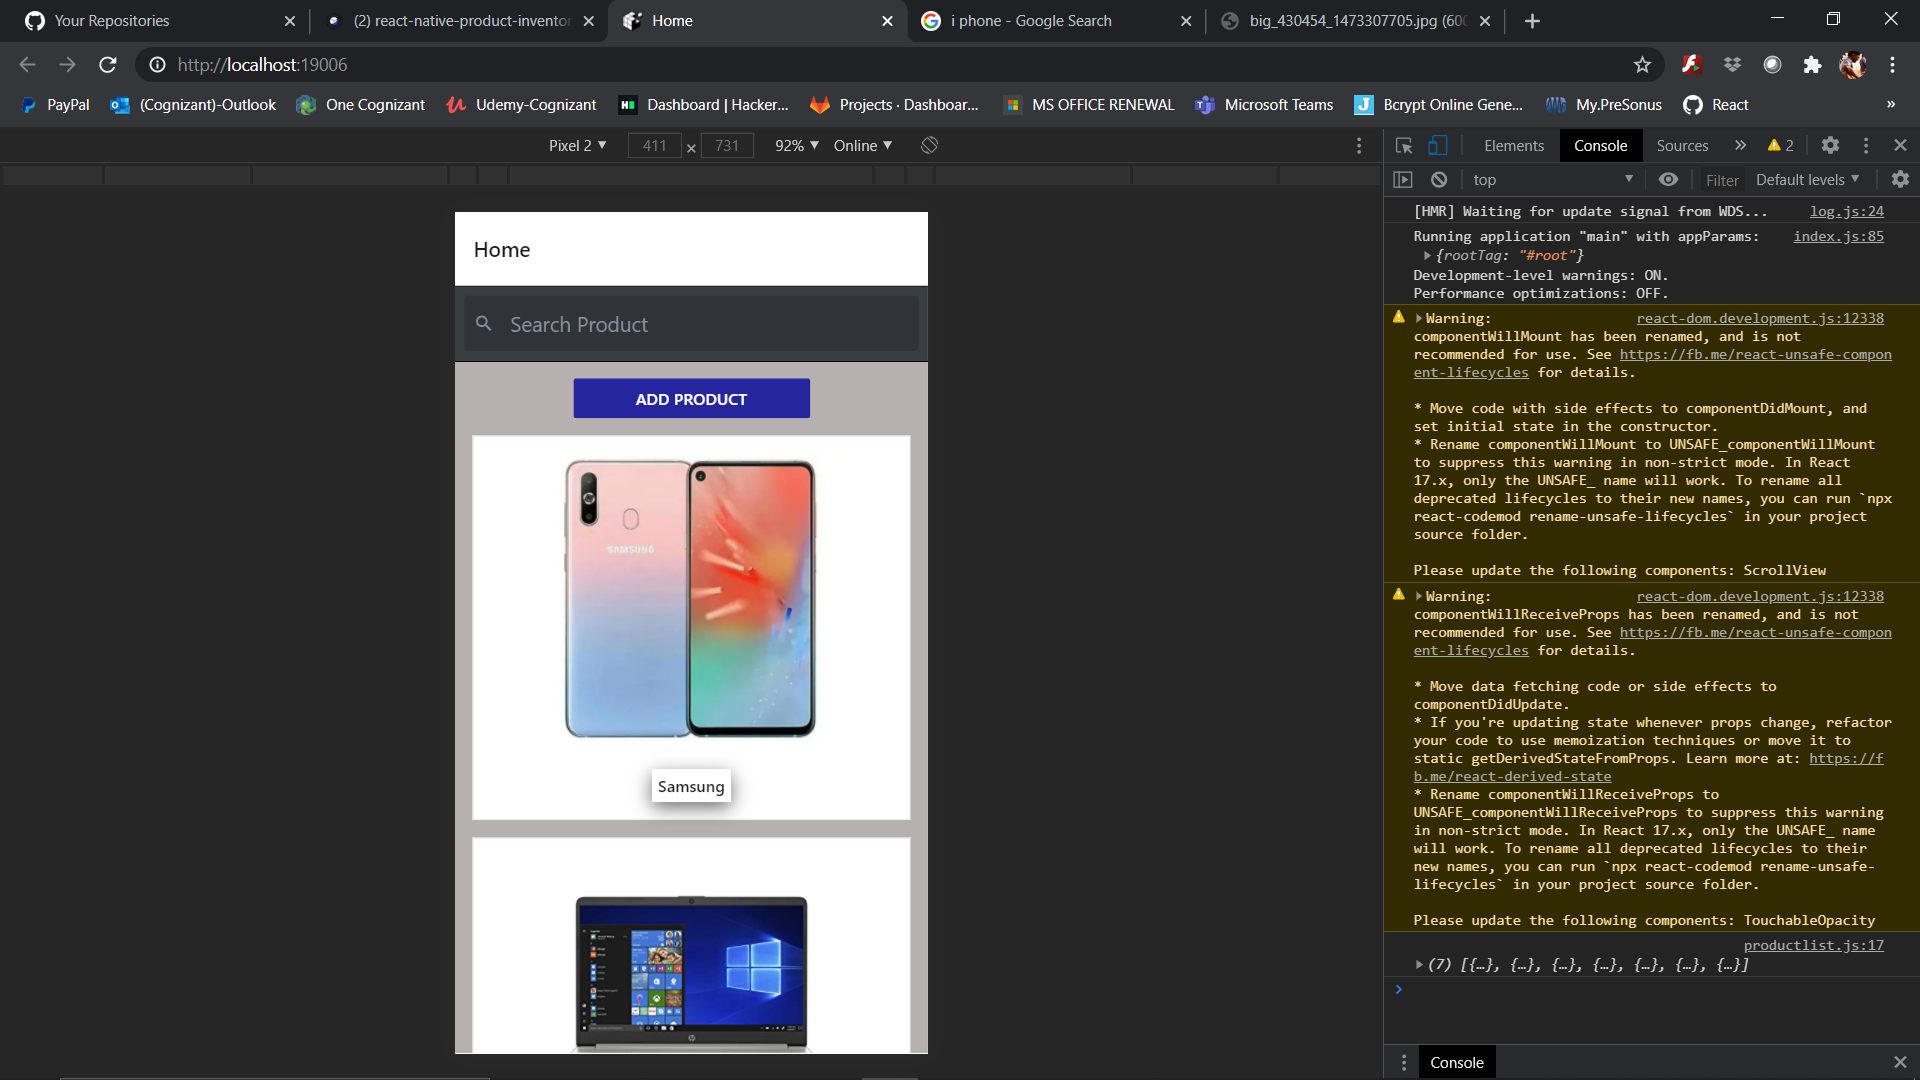 Your Repositories
(2) react-native-product-inventor
Home
i phone - Google Search
big_430454_1473307705.jpg (600
http://localhost:19006
PayPal
(Cognizant)-Outlook
One Cognizant
Udemy-Cognizant
Dashboard | Hacker...
Projects · Dashboar...
MS OFFICE RENEWAL
Microsoft Teams
Bcrypt Online Gene...
My.PreSonus
React
»
Pixel 2
411
x
731
92%
Online
Home
Search Product
ADD PRODUCT
SAMSUNG
Samsung
Elements
Console
Sources
»
2
top
Filter
Default levels
[HMR] Waiting for update signal from WDS...
log.js:24
Running application "main" with appParams:
index.js:85
{rootTag: "#root"}
Development-level warnings: ON.
Performance optimizations: OFF.
Warning:
react-dom.development.js:12338
componentWillMount has been renamed, and is not
recommended for use. See https://fb.me/react-unsafe-compon
ent-lifecycles for details.
* Move code with side effects to componentDidMount, and
set initial state in the constructor.
* Rename componentWillMount to UNSAFE_componentWillMount
to suppress this warning in non-strict mode. In React
17.x, only the UNSAFE_ name will work. To rename all
deprecated lifecycles to their new names, you can run `npx
react-codemod rename-unsafe-lifecycles` in your project
source folder.
Please update the following components: ScrollView
Warning:
react-dom.development.js:12338
componentWillReceiveProps has been renamed, and is not
recommended for use. See https://fb.me/react-unsafe-compon
ent-lifecycles for details.
* Move data fetching code or side effects to
componentDidUpdate.
* If you're updating state whenever props change, refactor
your code to use memoization techniques or move it to
static getDerivedStateFromProps. Learn more at: https://f
b.me/react-derived-state
* Rename componentWillReceiveProps to
UNSAFE_componentWillReceiveProps to suppress this warning
in non-strict mode. In React 17.x, only the UNSAFE_ name
will work. To rename all deprecated lifecycles to their
new names, you can run `npx react-codemod rename-unsafe-
lifecycles` in your project source folder.
Please update the following components: TouchableOpacity
productlist.js:17
(7) [{…}, {…}, {…}, {…}, {…}, {…}, {…}]
Console